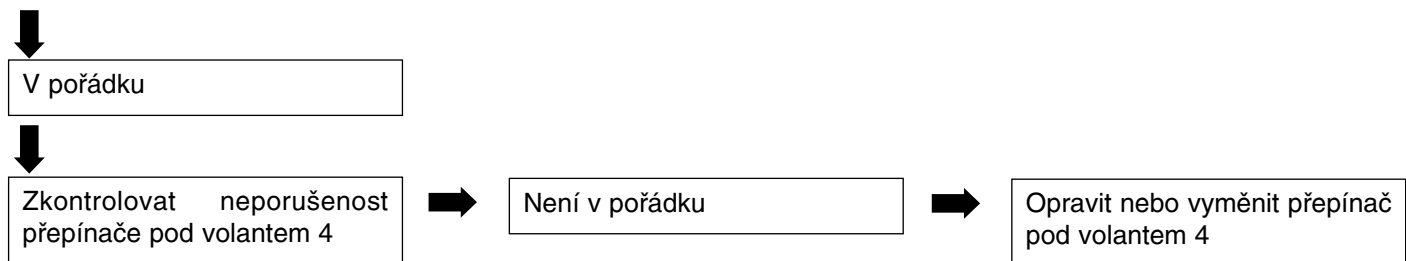 V pořádku
Zkontrolovat neporušenost
přepínače pod volantem 4
Není v pořádku
Opravit nebo vyměnit přepínač
pod volantem 4